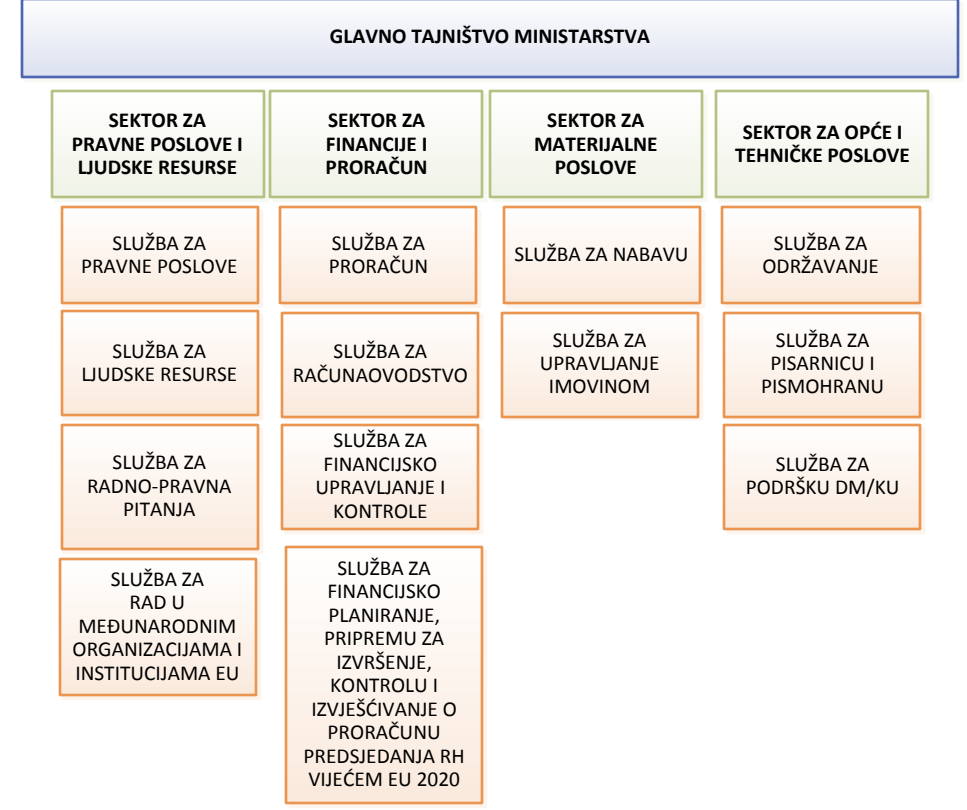 GLAVNO TAJNIŠTVO MINISTARSTVA
SEKTOR ZA
PRAVNE POSLOVE I
LJUDSKE RESURSE
SEKTOR ZA
FINANCIJE I
PRORAČUN
SEKTOR ZA
MATERIJALNE
POSLOVE
SEKTOR ZA OPĆE I
TEHNIČKE POSLOVE
SLUŽBA ZA
PRAVNE POSLOVE
SLUŽBA ZA
LJUDSKE RESURSE
SLUŽBA ZA
RADNO-PRAVNA
PITANJA
SLUŽBA ZA
RAD U
MEĐUNARODNIM
ORGANIZACIJAMA I
INSTITUCIJAMA EU
SLUŽBA ZA
PRORAČUN
SLUŽBA ZA
RAČUNAOVODSTVO
SLUŽBA ZA
FINANCIJSKO
UPRAVLJANJE I
KONTROLE
SLUŽBA ZA
FINANCIJSKO
PLANIRANJE,
PRIPREMU ZA
IZVRŠENJE,
KONTROLU I
IZVJEŠĆIVANJE O
PRORAČUNU
PREDSJEDANJA RH
VIJEĆEM EU 2020
SLUŽBA ZA NABAVU
SLUŽBA ZA
UPRAVLJANJE
IMOVINOM
SLUŽBA ZA
ODRŽAVANJE
SLUŽBA ZA
PISARNICU I
PISMOHRANU
SLUŽBA ZA
PODRŠKU DM/KU